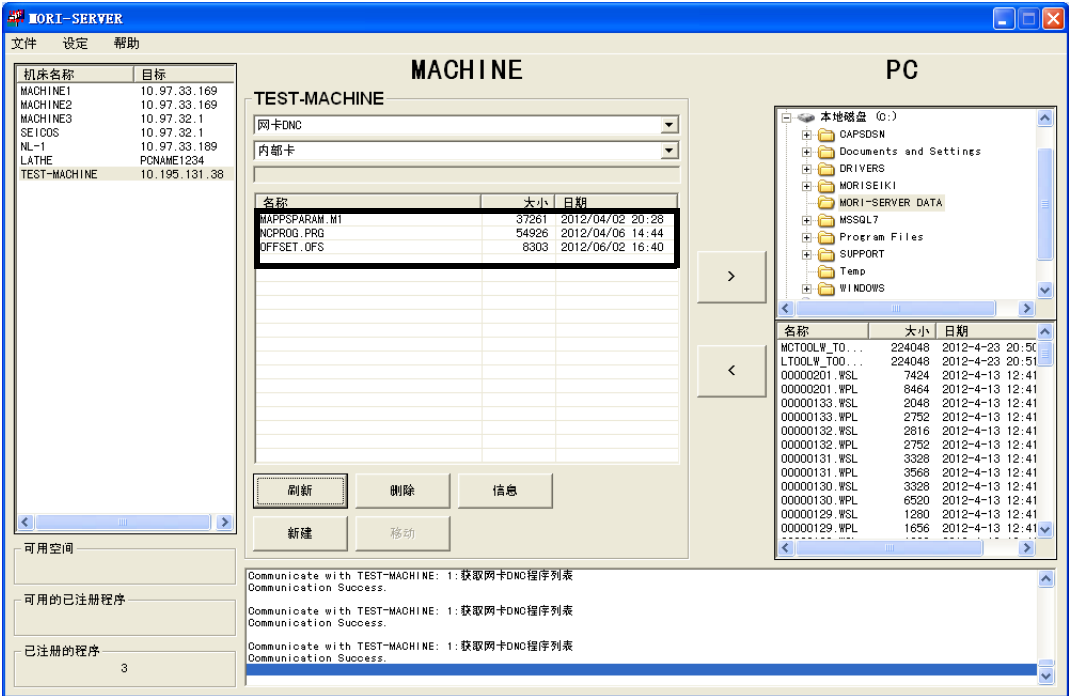 MORI-SERVER
文件 设定 帮助
机床名称 目标
MACHINE1 10.97.33.169
MACHINE2 10.97.33.169
MACHINE3 10.97.32.1
SEICOS 10.97.32.1
NL-1 10.97.33.189
LATHE PCNAME1234
TEST-MACHINE 10.195.131.38
可用空间
可用的已注册程序
已注册的程序
3
MACHINE
TEST-MACHINE
网卡DNC
内部卡
名称 大小 日期
MAPPSPARAM.M1 37261 2012/04/02 20:28
NCPROG.PRG 54926 2012/04/06 14:44
OFFSET.OFS 8303 2012/06/02 16:40
刷新 删除 信息
新建 移动
>
<
PC
本地磁盘 (C:)
CAPSDSN
Documents and Settings
DRIVERS
MORISEIKI
MORI-SERVER DATA
MSSQL7
Program Files
SUPPORT
Temp
WINDOWS
名称 大小 日期
MCTOOLW_TO... 224048 2012-4-23 20:50
LTOOLW_TOO... 224048 2012-4-23 20:51
00000201.WSL 7424 2012-4-13 12:41
00000201.WPL 8464 2012-4-13 12:41
00000133.WSL 2048 2012-4-13 12:41
00000133.WPL 2752 2012-4-13 12:41
00000132.WSL 2816 2012-4-13 12:41
00000132.WPL 2752 2012-4-13 12:41
00000131.WSL 3328 2012-4-13 12:41
00000131.WPL 3568 2012-4-13 12:41
00000130.WSL 3328 2012-4-13 12:41
00000130.WPL 6520 2012-4-13 12:41
00000129.WSL 1280 2012-4-13 12:41
00000129.WPL 1656 2012-4-13 12:41
Communicate with TEST-MACHINE: 1:获取网卡DNC程序列表
Communication Success.
Communicate with TEST-MACHINE: 1:获取网卡DNC程序列表
Communication Success.
Communicate with TEST-MACHINE: 1:获取网卡DNC程序列表
Communication Success.